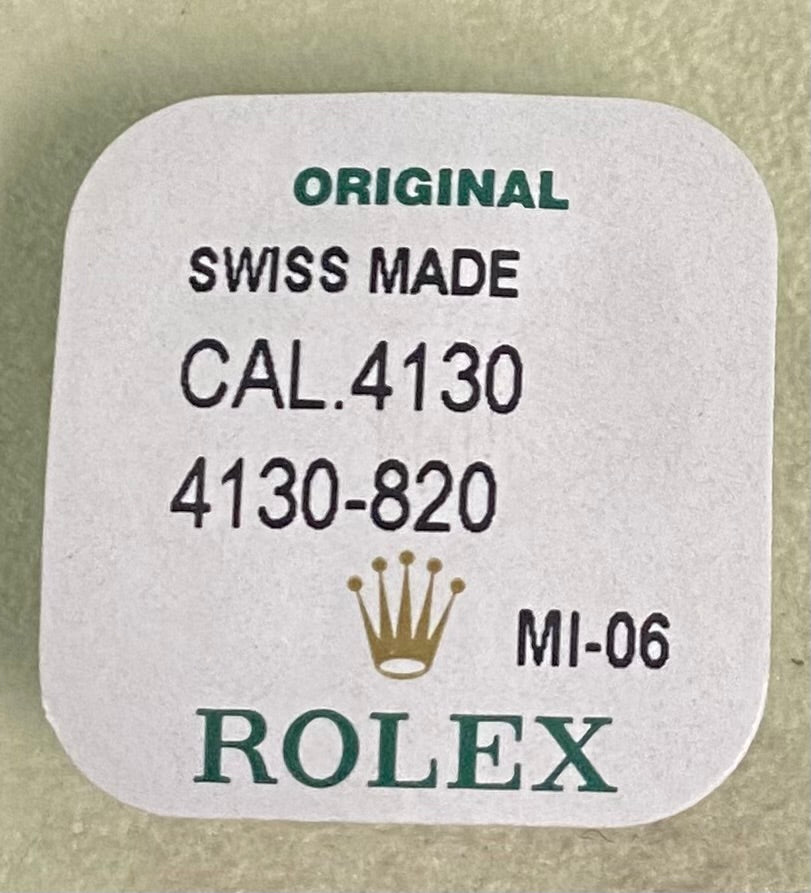 ORIGINAL
SWISS MADE
CAL.4130
4130-820
MI-06
ROLEX